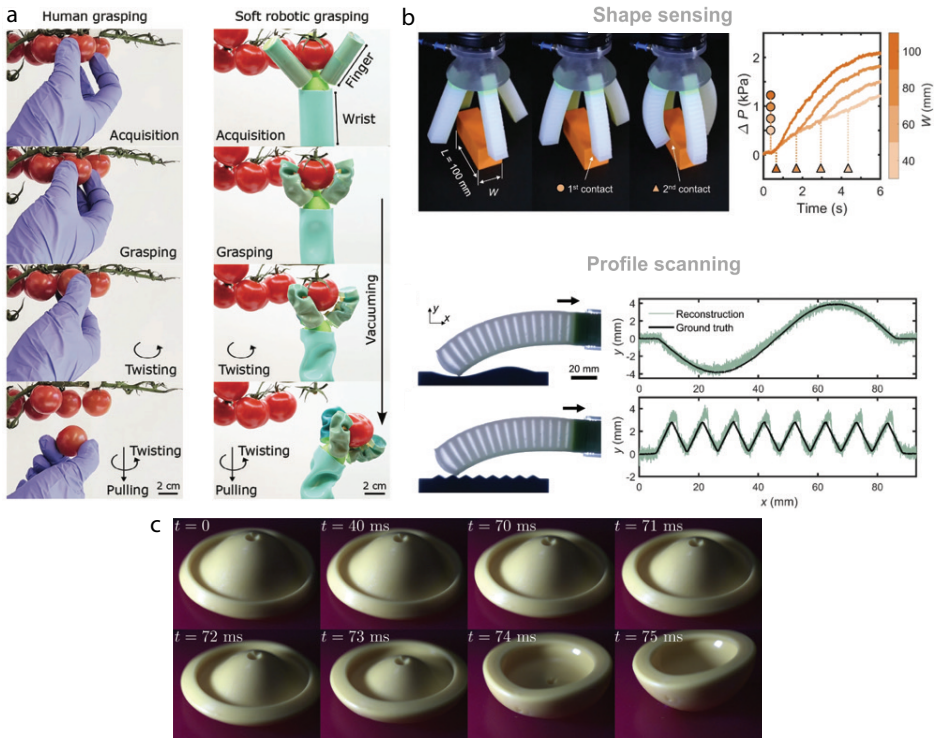 a
Human grasping
Soft robotic grasping
Acquisition
Grasping
Twisting
Twisting
Pulling
2 cm
Finger
Wrist
Acquisition
Grasping
Twisting
Vacuuming
Twisting
Pulling
2 cm
b
Shape sensing
L = 100 mm
W
1st contact
2nd contact
Δ P (kPa)
2
1
0
0 2 4 6
Time (s)
100
80
60
40
W (mm)
Profile scanning
y
x
20 mm
Reconstruction
Ground truth
y (mm)
4
2
0
-2
-4
0 20 40 60 80
y (mm)
4
2
0
0 20 40 60 80
x (mm)
c
t = 0
t = 40 ms
t = 70 ms
t = 71 ms
t = 72 ms
t = 73 ms
t = 74 ms
t = 75 ms